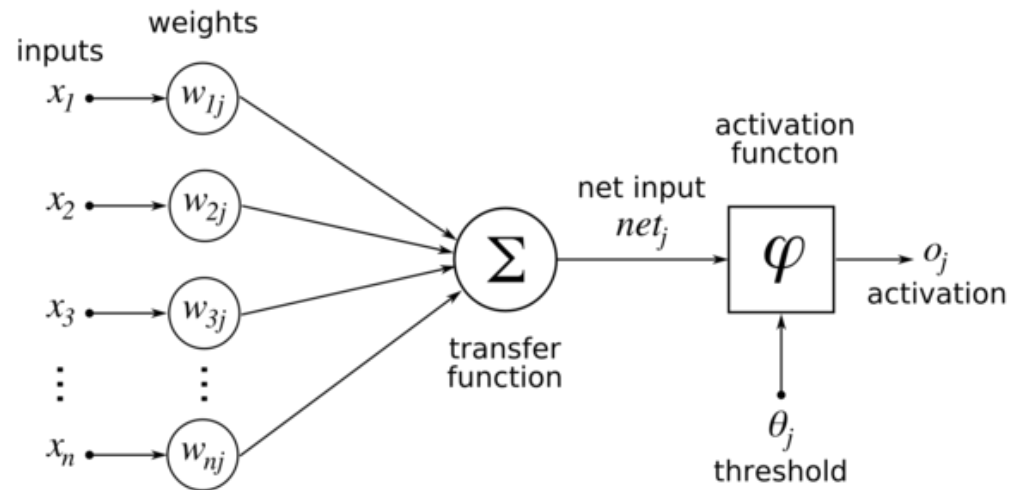 weights
inputs
x1 w1j
x2 w2j
x3 w3j
⋮ ⋮
xn wnj
Σ
transfer
function
net input
netj
activation
functon
φ
oj
activation
θj
threshold